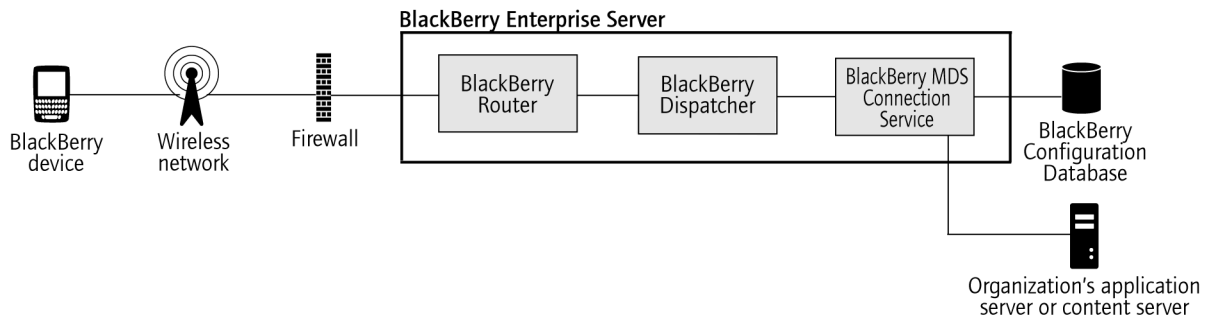 BlackBerry Enterprise Server
BlackBerry
device
Wireless
network
Firewall
BlackBerry
Router
BlackBerry
Dispatcher
BlackBerry MDS
Connection
Service
BlackBerry
Configuration
Database
Organization's application
server or content server